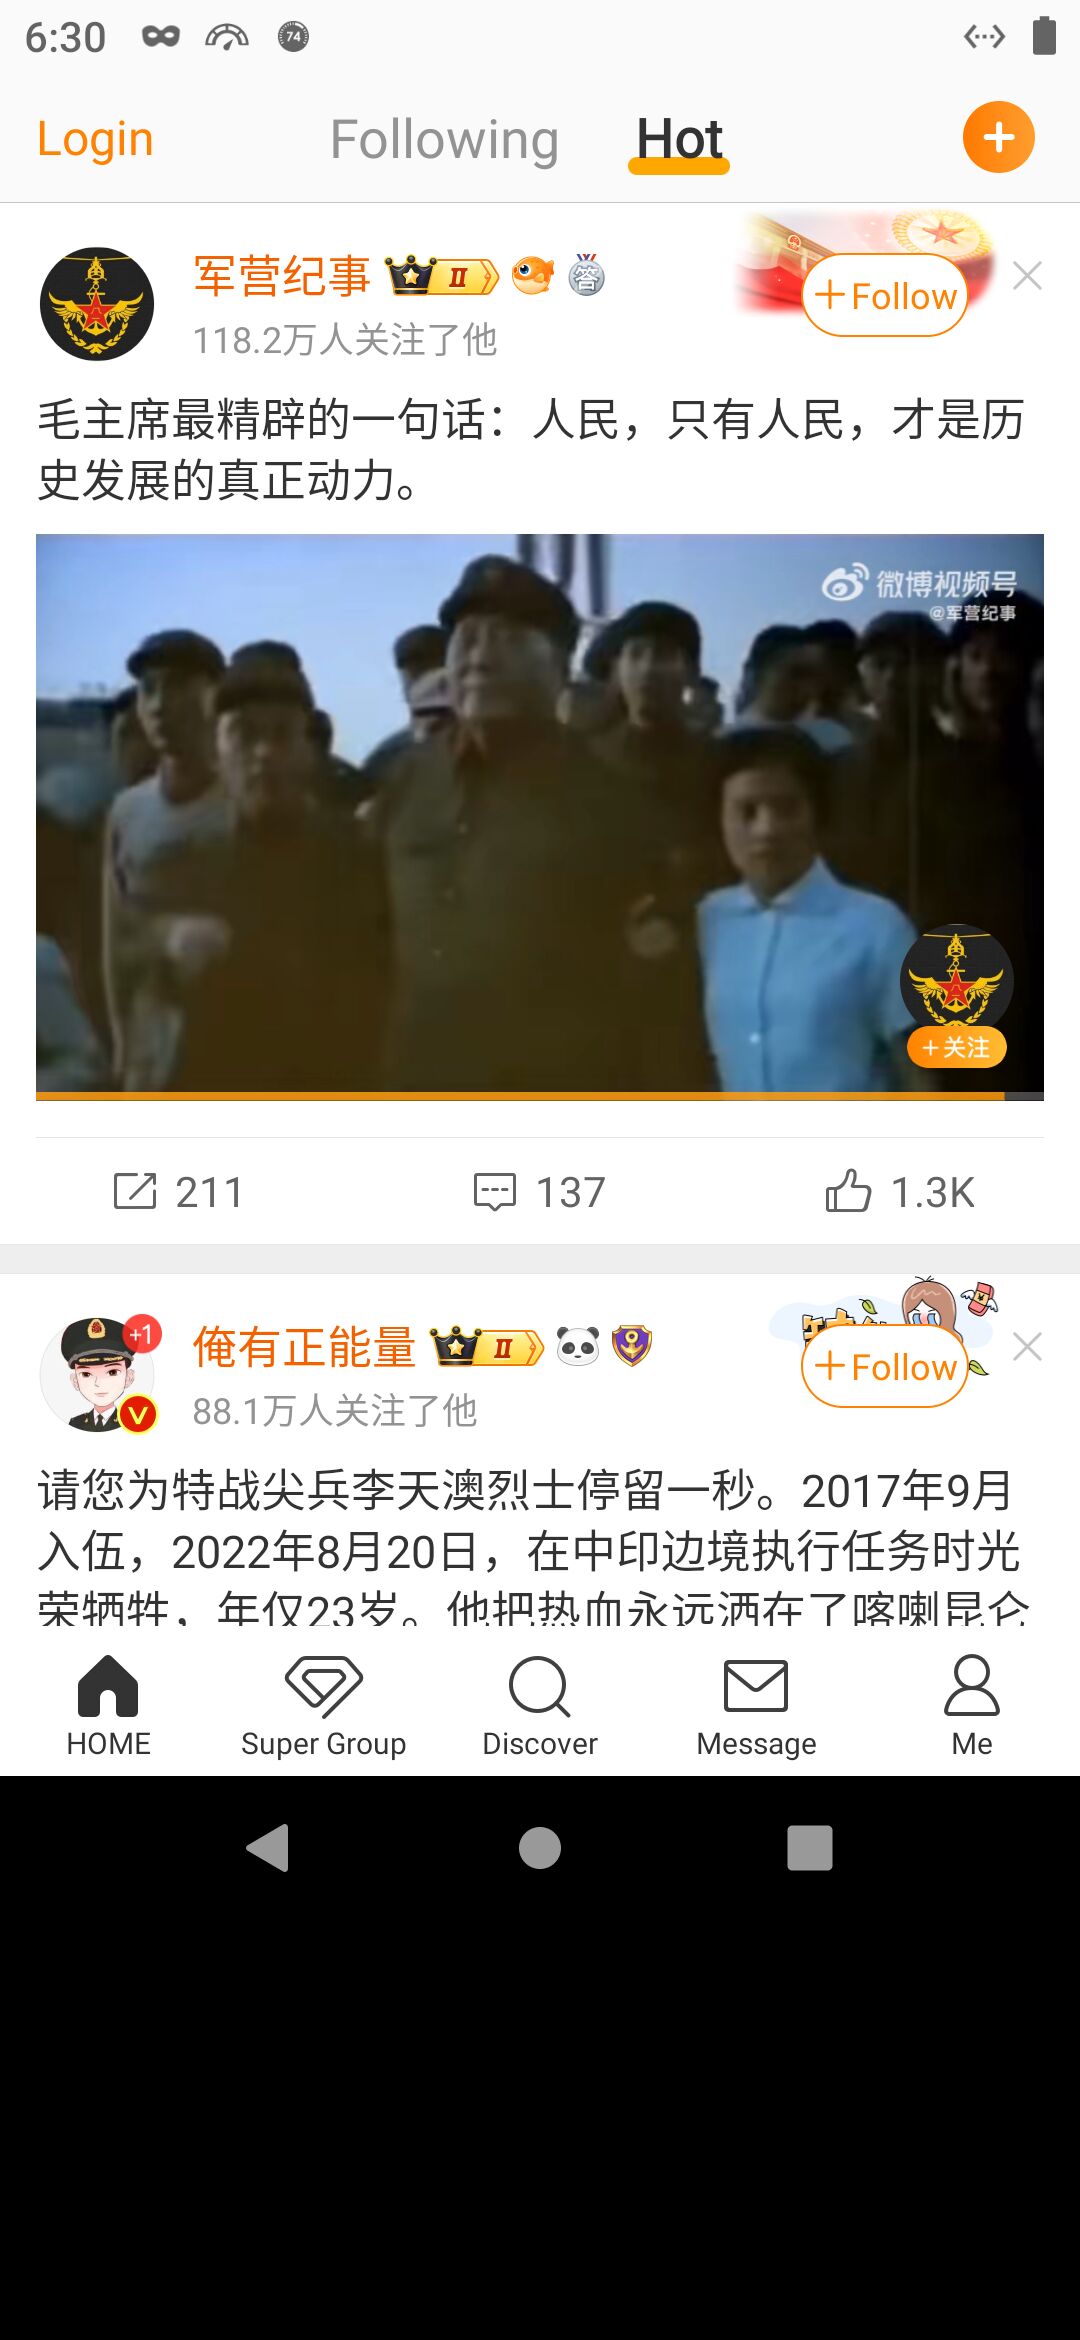 6:30
74
Login
Following
Hot
军营纪事
II
答
+Follow
118.2万人关注了他
毛主席最精辟的一句话：人民，只有人民，才是历
史发展的真正动力。
微博视频号
@军营纪事
+关注
211
137
1.3K
+1
俺有正能量
II
+Follow
V
88.1万人关注了他
请您为特战尖兵李天澳烈士停留一秒。2017年9月
入伍，2022年8月20日，在中印边境执行任务时光
荣牺牲，年仅23岁。他把热血永远洒在了喀喇昆仑
HOME
Super Group
Discover
Message
Me